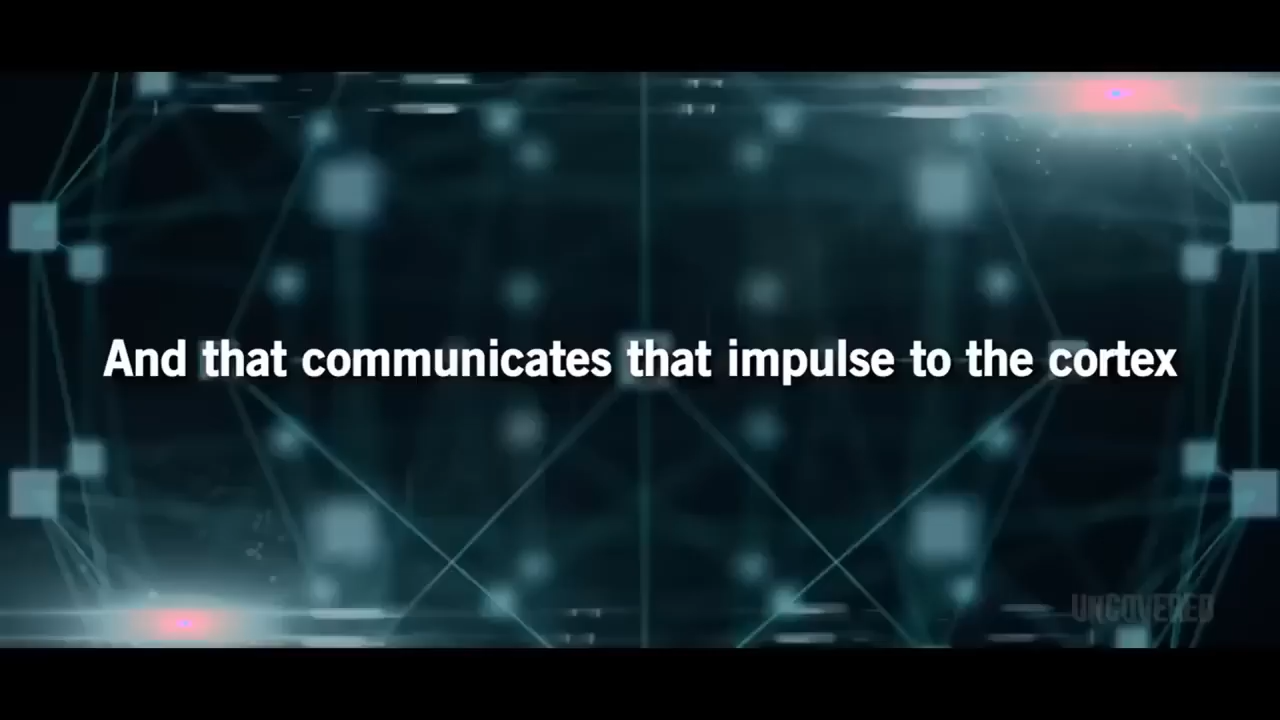 And that communicates that impulse to the cortex
UNCOVERED